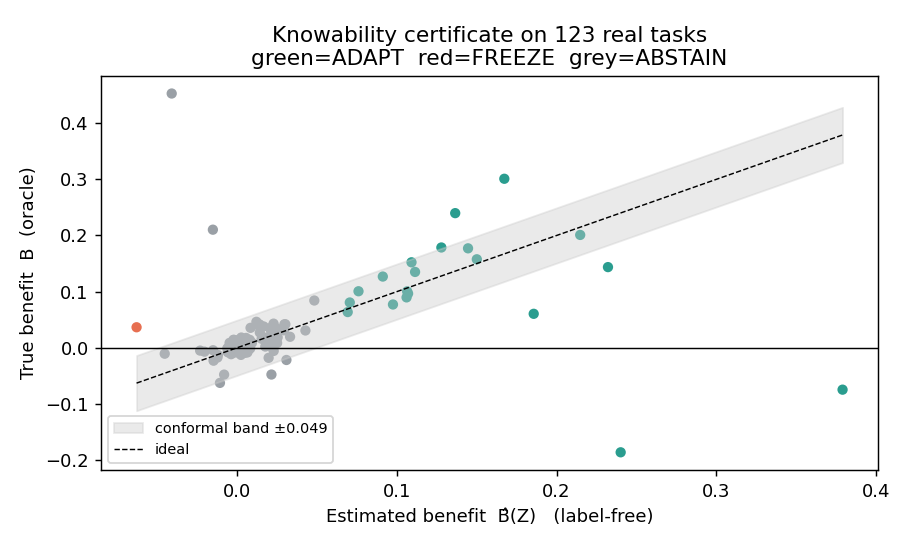 Knowability certificate on 123 real tasks
green=ADAPT  red=FREEZE  grey=ABSTAIN
True benefit  B  (oracle)
0.4
0.3
0.2
0.1
0.0
−0.1
−0.2
conformal band ±0.049
ideal
0.0
0.1
0.2
0.3
0.4
Estimated benefit  B̂(Z)  (label-free)